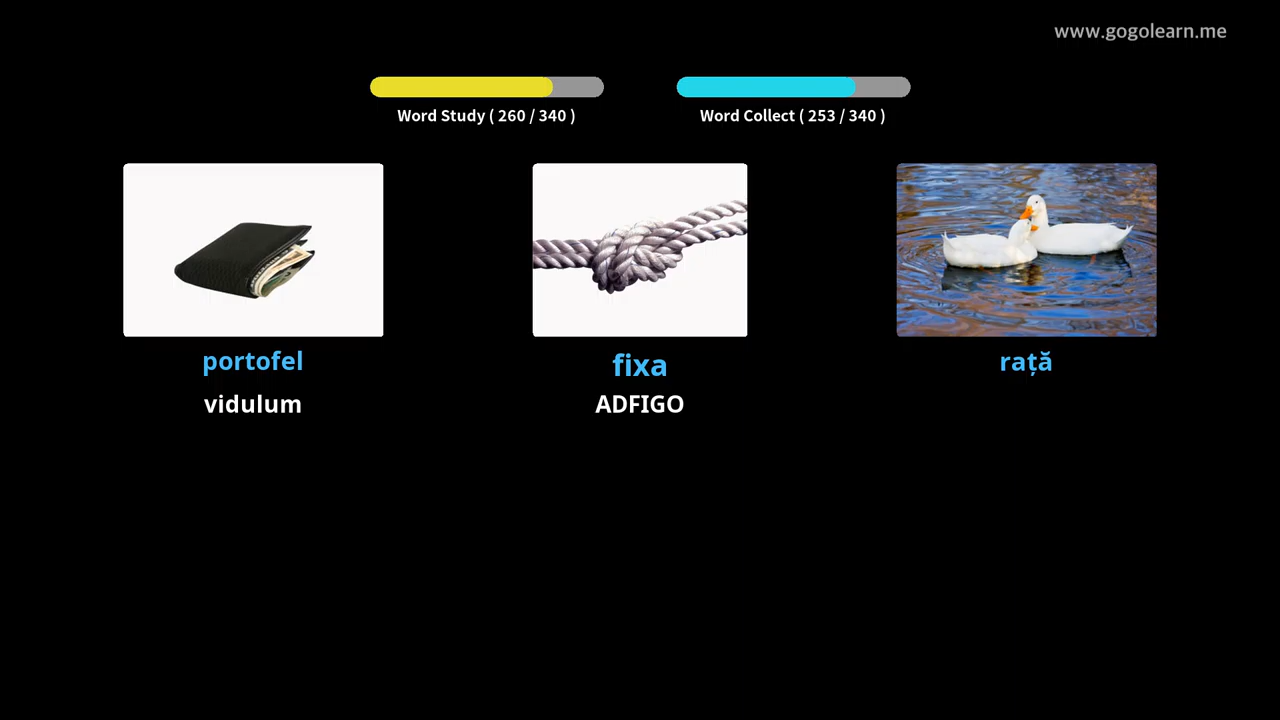 www.gogolearn.me
Word Study ( 260 / 340 )
Word Collect ( 253 / 340 )
portofel
fixa
rață
vidulum
ADFIGO